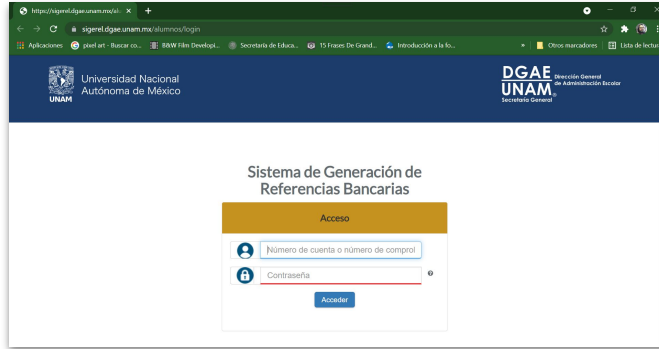 https://sigerel.dgae.unam.mx/al
sigerel.dgae.unam.mx/alumnos/login
Aplicaciones
pixel art - Buscar co...
B&W Film Developi...
Secretaría de Educa...
15 Frases De Grand...
Introducción a la fo...
»
Otros marcadores
Lista de lectur
UNAM
Universidad Nacional
Autónoma de México
DGAE
UNAM
Secretaría General
Dirección General
de Administración Escolar
Sistema de Generación de
Referencias Bancarias
Acceso
Número de cuenta o número de comprol
Contraseña
Acceder